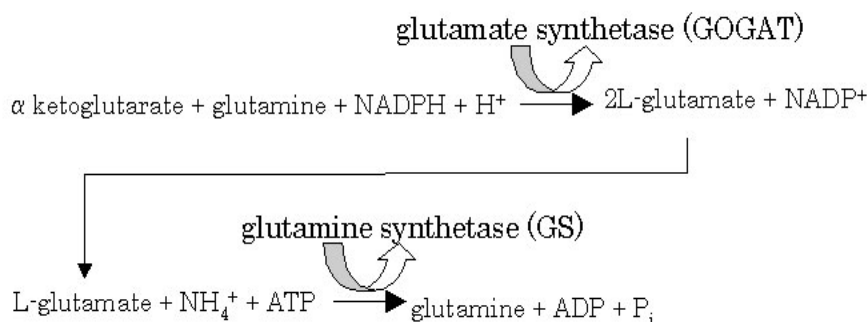 glutamate synthetase (GOGAT)
α ketoglutarate + glutamine + NADPH + H⁺ 2L-glutamate + NADP⁺
glutamine synthetase (GS)
L-glutamate + NH₄⁺ + ATP glutamine + ADP + Pᵢ